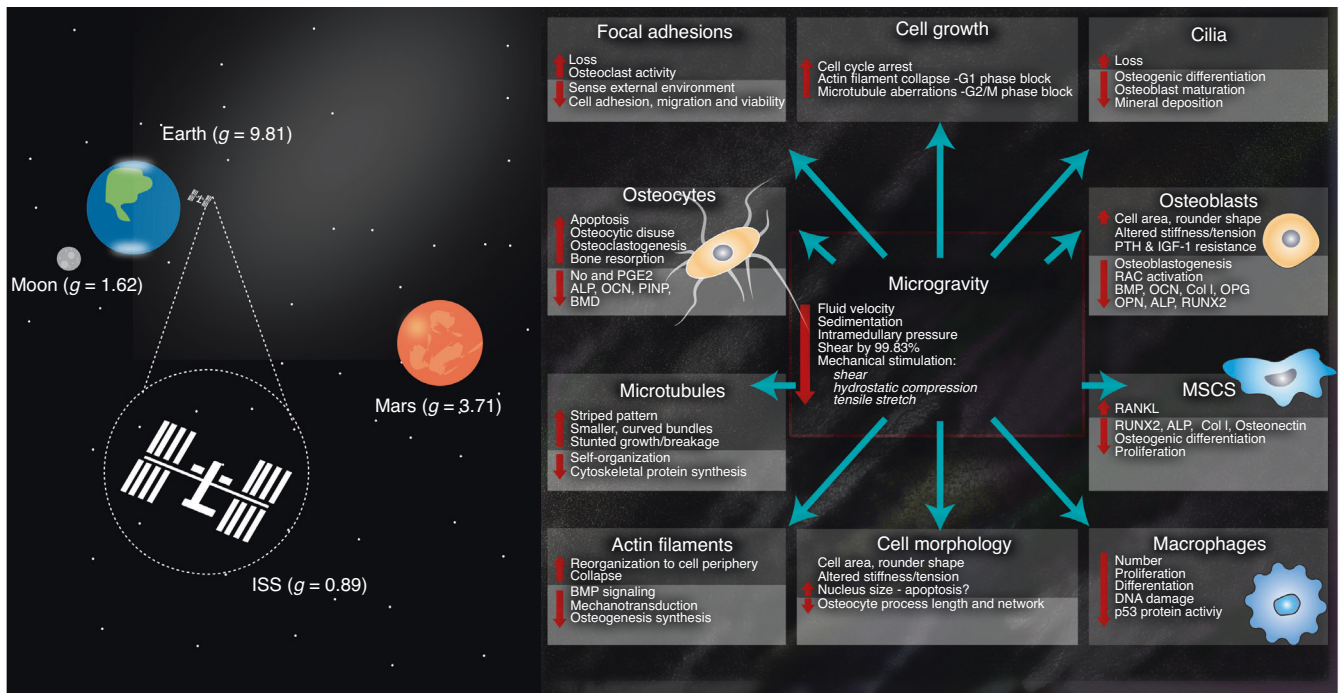 Earth (g = 9.81)
Moon (g = 1.62)
Mars (g = 3.71)
ISS (g = 0.89)
Focal adhesions
Loss
Osteoclast activity
Sense external environment
Cell adhesion, migration and viability
Cell growth
Cell cycle arrest
Actin filament collapse -G1 phase block
Microtubule aberrations -G2/M phase block
Cilia
Loss
Osteogenic differentiation
Osteoblast maturation
Mineral deposition
Osteocytes
Apoptosis
Osteocytic disuse
Osteoclastogenesis
Bone resorption
No and PGE2
ALP, OCN, PINP,
BMD
Microgravity
Fluid velocity
Sedimentation
Intramedullary pressure
Shear by 99.83%
Mechanical stimulation:
shear
hydrostatic compression
tensile stretch
Osteoblasts
Cell area, rounder shape
Altered stiffness/tension
PTH & IGF-1 resistance
Osteoblastogenesis
RAC activation
BMP, OCN, Col I, OPG
OPN, ALP, RUNX2
Microtubules
Striped pattern
Smaller, curved bundles
Stunted growth/breakage
Self-organization
Cytoskeletal protein synthesis
MSCS
RANKL
RUNX2, ALP, Col I, Osteonectin
Osteogenic differentiation
Proliferation
Actin filaments
Reorganization to cell periphery
Collapse
BMP signaling
Mechanotransduction
Osteogenesis synthesis
Cell morphology
Cell area, rounder shape
Altered stiffness/tension
Nucleus size - apoptosis?
Osteocyte process length and network
Macrophages
Number
Proliferation
Differentation
DNA damage
p53 protein activiy